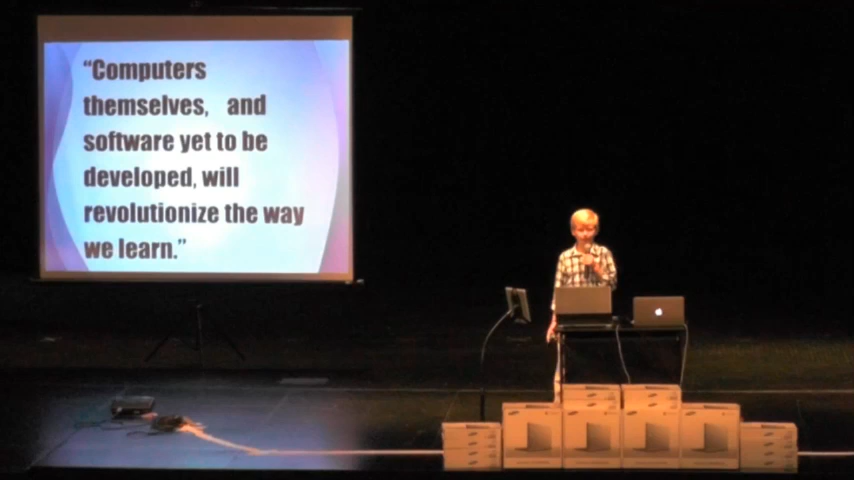 “Computers
themselves, and
software yet to be
developed, will
revolutionize the way
we learn.”